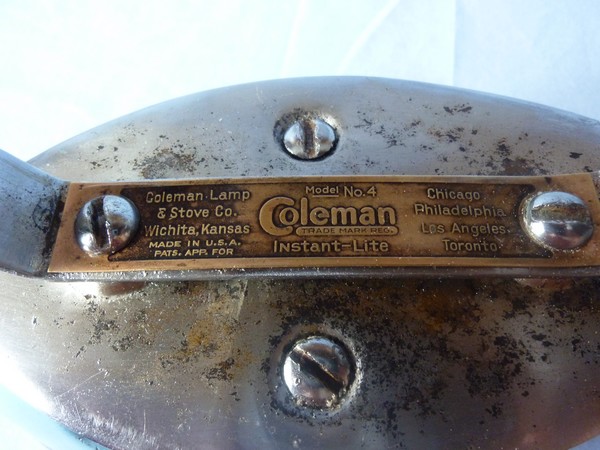 Coleman Lamp
& Stove Co.
Wichita, Kansas
MADE IN U.S.A.
PATS. APP. FOR
Model No. 4
Coleman
TRADE MARK REG.
Instant-Lite
Chicago
Philadelphia
Los Angeles
Toronto